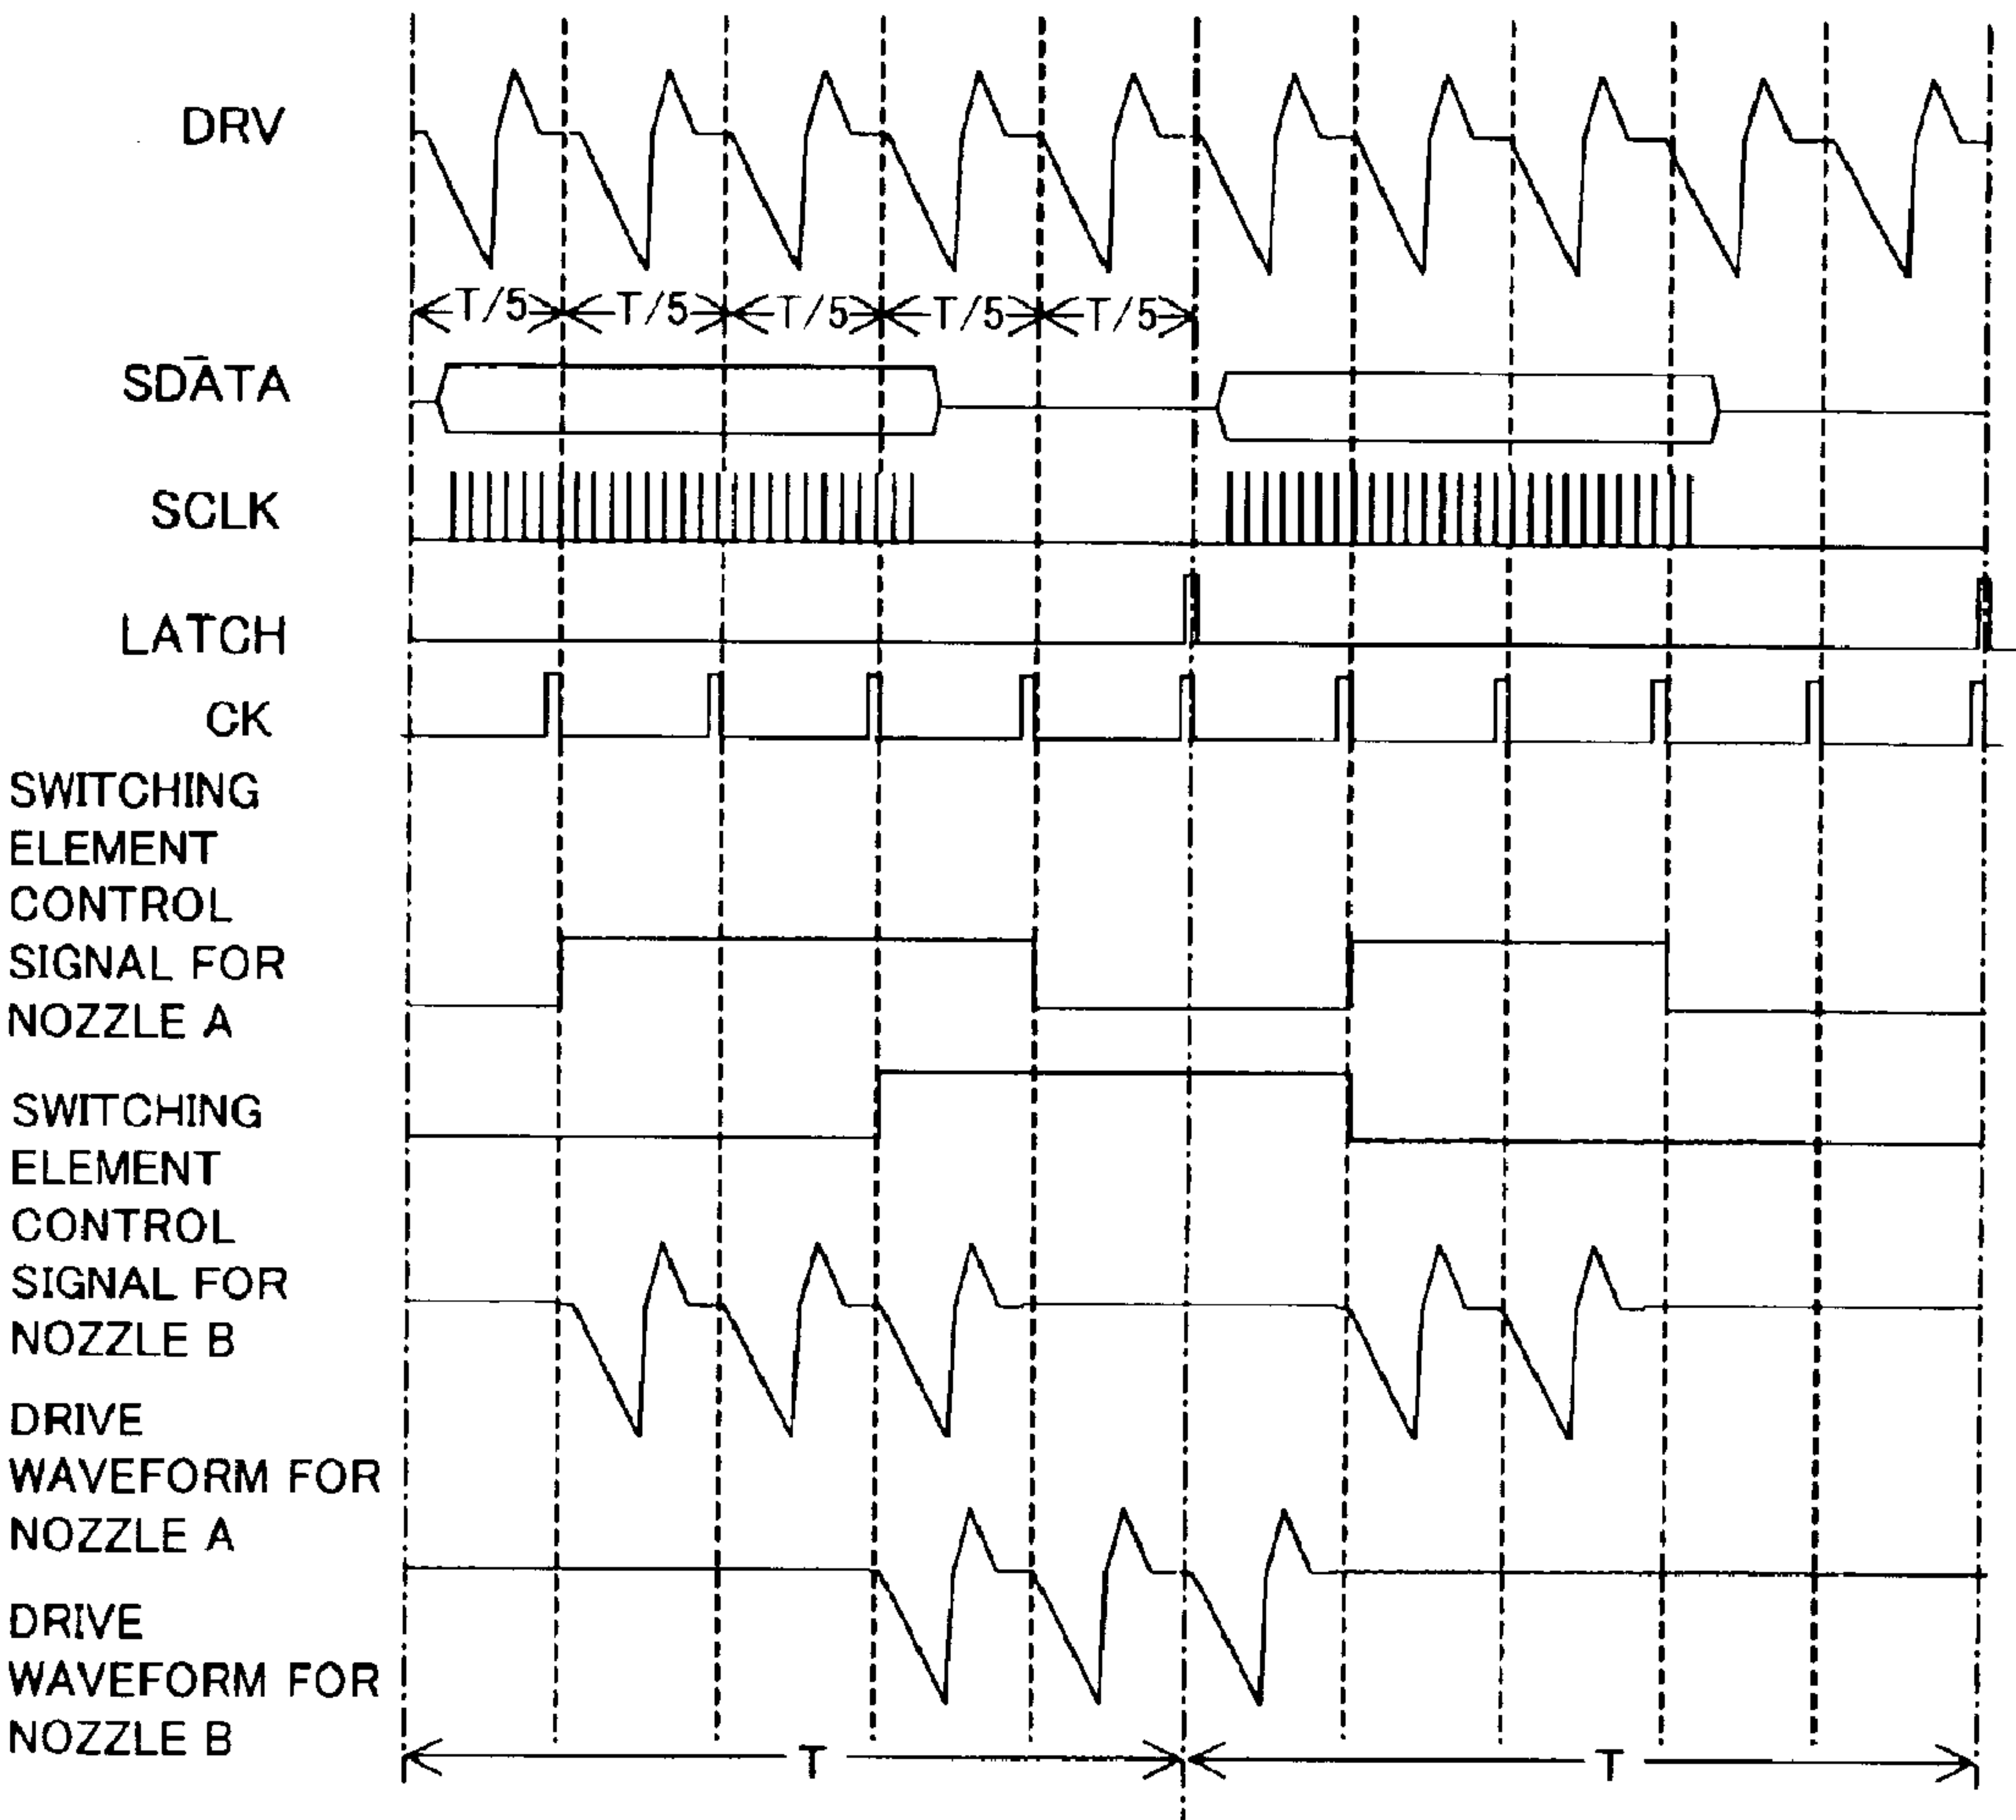 DRV
T/5 T/5 T/5 T/5 T/5
SDATA
SCLK
LATCH
CK
SWITCHING
ELEMENT
CONTROL
SIGNAL FOR
NOZZLE A
SWITCHING
ELEMENT
CONTROL
SIGNAL FOR
NOZZLE B
DRIVE
WAVEFORM FOR
NOZZLE A
DRIVE
WAVEFORM FOR
NOZZLE B
T T